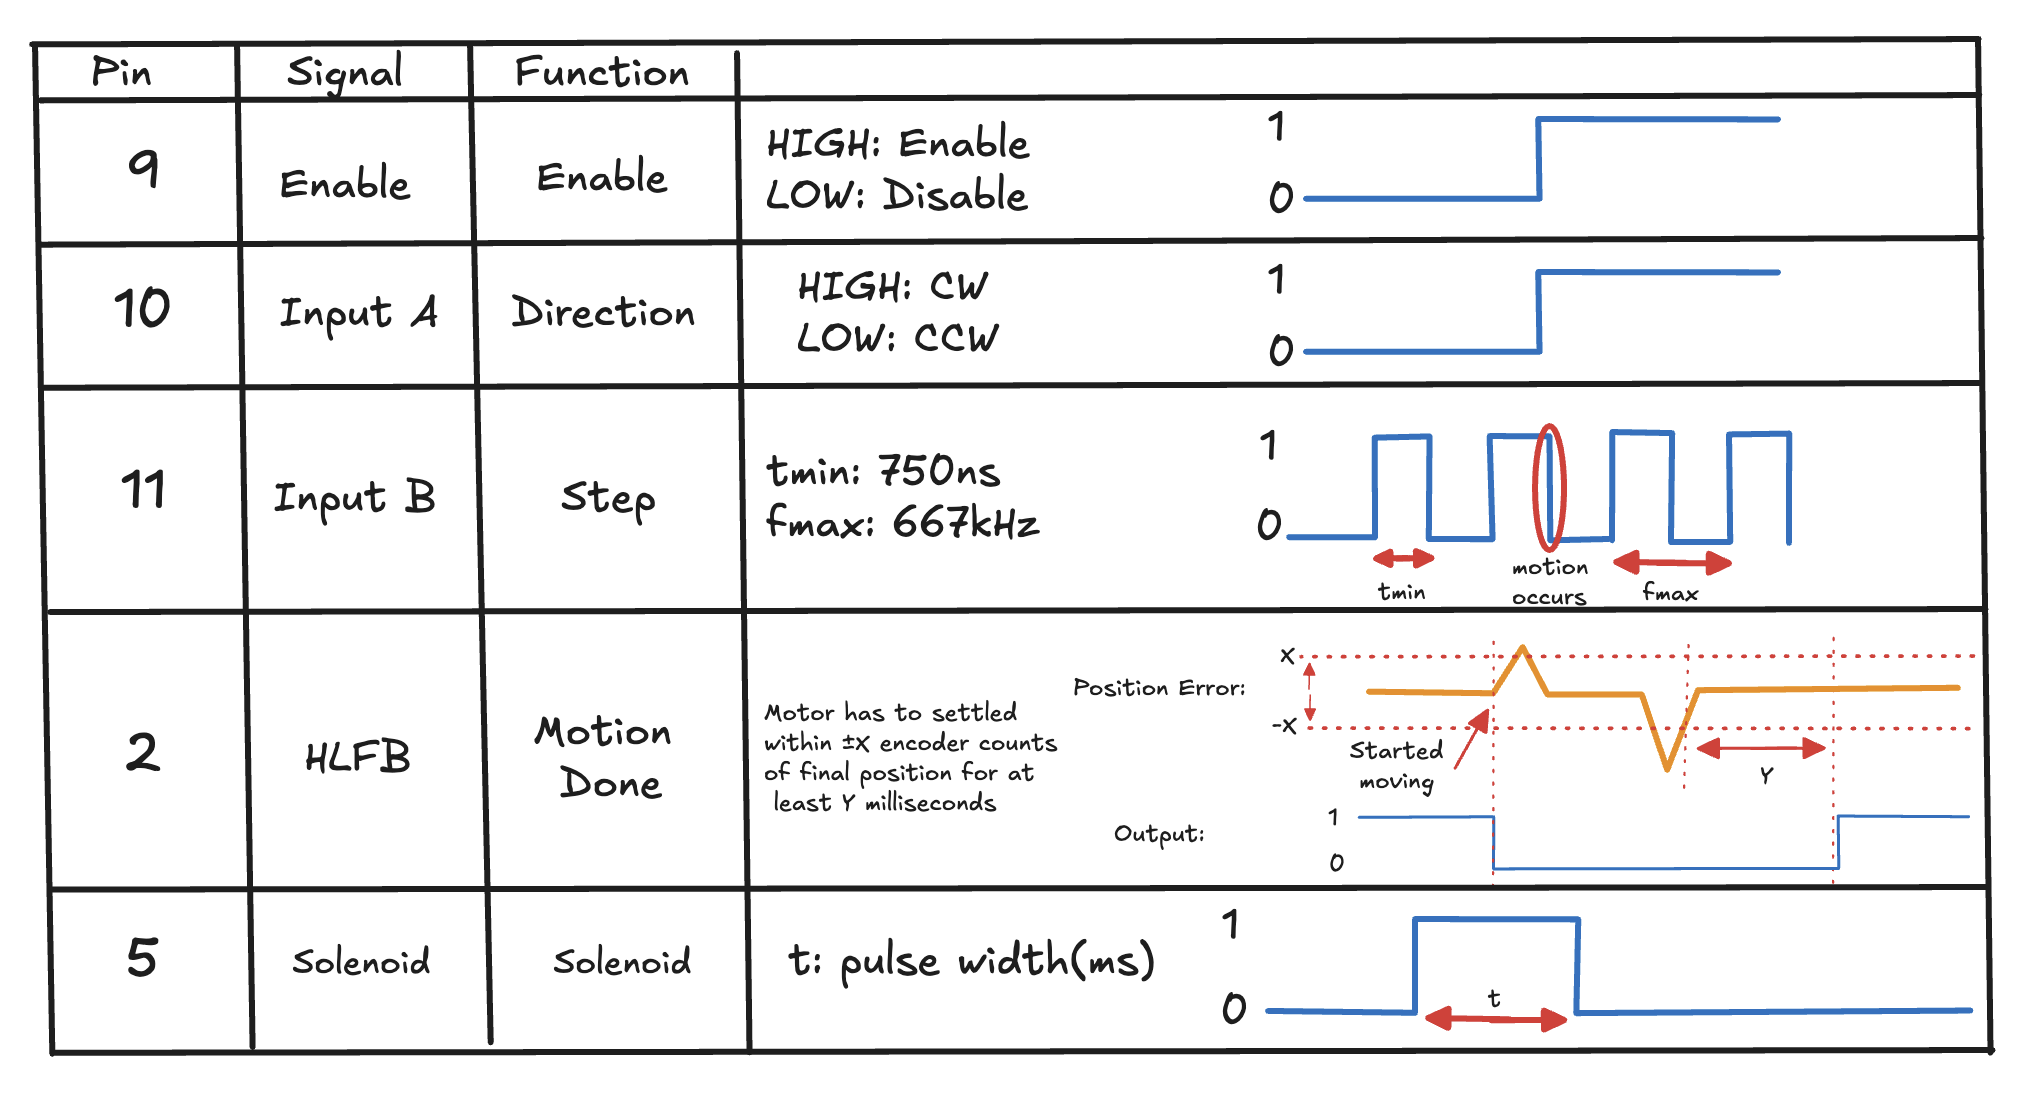 Pin Signal Function
9 Enable Enable
HIGH: Enable
LOW: Disable
1
0
10 Input A Direction
HIGH: CW
LOW: CCW
1
0
11 Input B Step
tmin: 750ns
fmax: 667kHz
1
0
tmin
motion
occurs
fmax
2 HLFB Motion
Done
Motor has to settled
within ±X encoder counts
of final position for at
least Y milliseconds
Position Error:
X
-X
Started
moving
Y
Output:
1
0
5 Solenoid Solenoid
t: pulse width(ms)
1
0
t